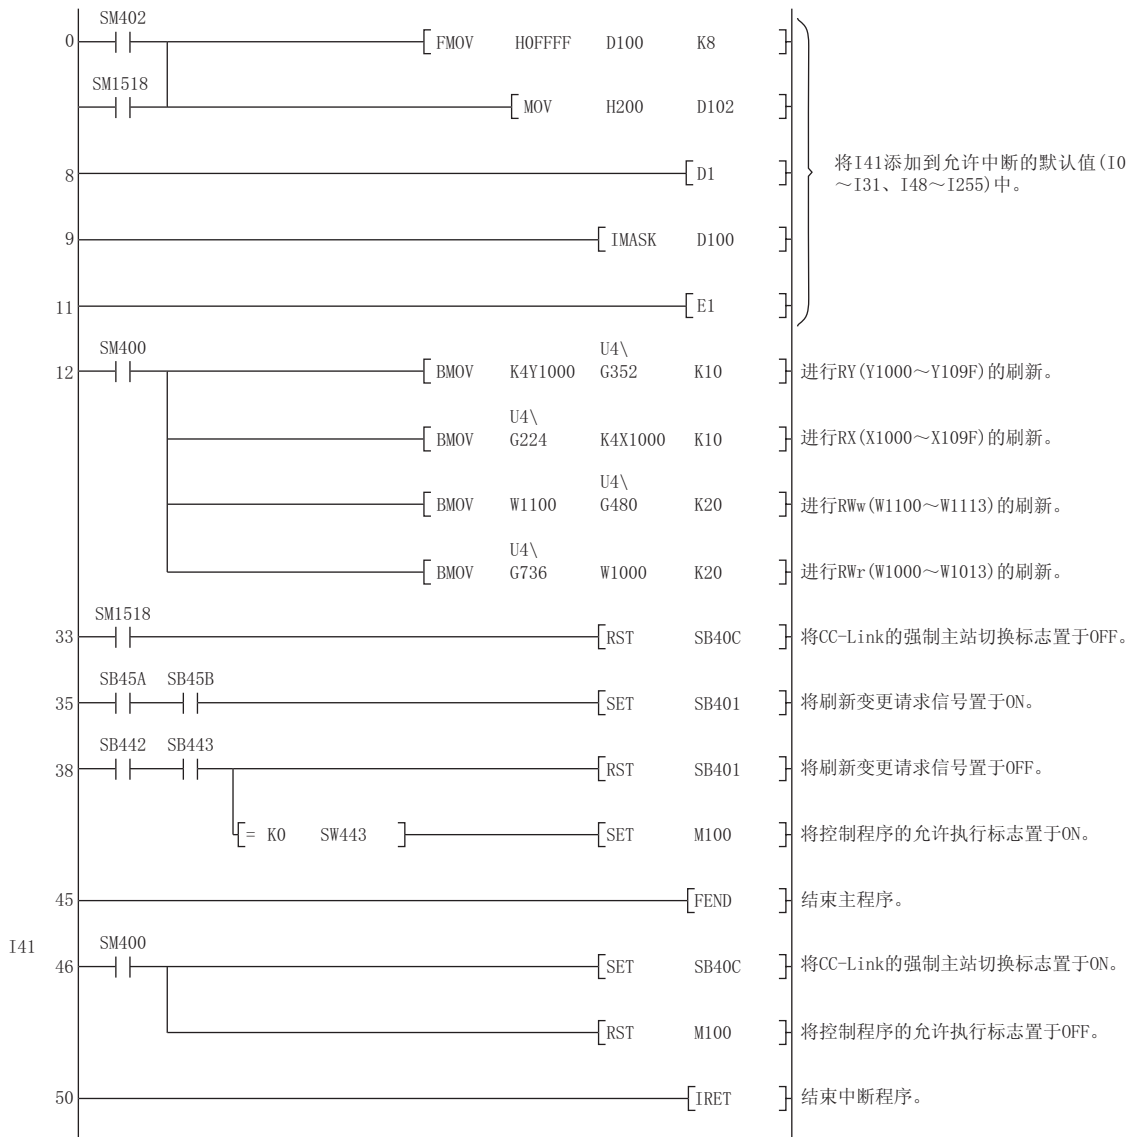 SM402
0 FMOV H0FFFF D100 K8
SM1518
MOV H200 D102
将I41添加到允许中断的默认值(I0
～I31、I48～I255)中。
8 D1
9 IMASK D100
11 E1
SM400 U4\
12 BMOV K4Y1000 G352 K10 进行RY(Y1000～Y109F)的刷新。
U4\
BMOV G224 K4X1000 K10 进行RX(X1000～X109F)的刷新。
U4\
BMOV W1100 G480 K20 进行RWw(W1100～W1113)的刷新。
U4\
BMOV G736 W1000 K20 进行RWr(W1000～W1013)的刷新。
SM1518
33 RST SB40C 将CC-Link的强制主站切换标志置于OFF。
SB45A SB45B
35 SET SB401 将刷新变更请求信号置于ON。
SB442 SB443
38 RST SB401 将刷新变更请求信号置于OFF。
= K0 SW443 SET M100 将控制程序的允许执行标志置于ON。
45 FEND 结束主程序。
SM400
I41 46 SET SB40C 将CC-Link的强制主站切换标志置于ON。
RST M100 将控制程序的允许执行标志置于OFF。
50 IRET 结束中断程序。